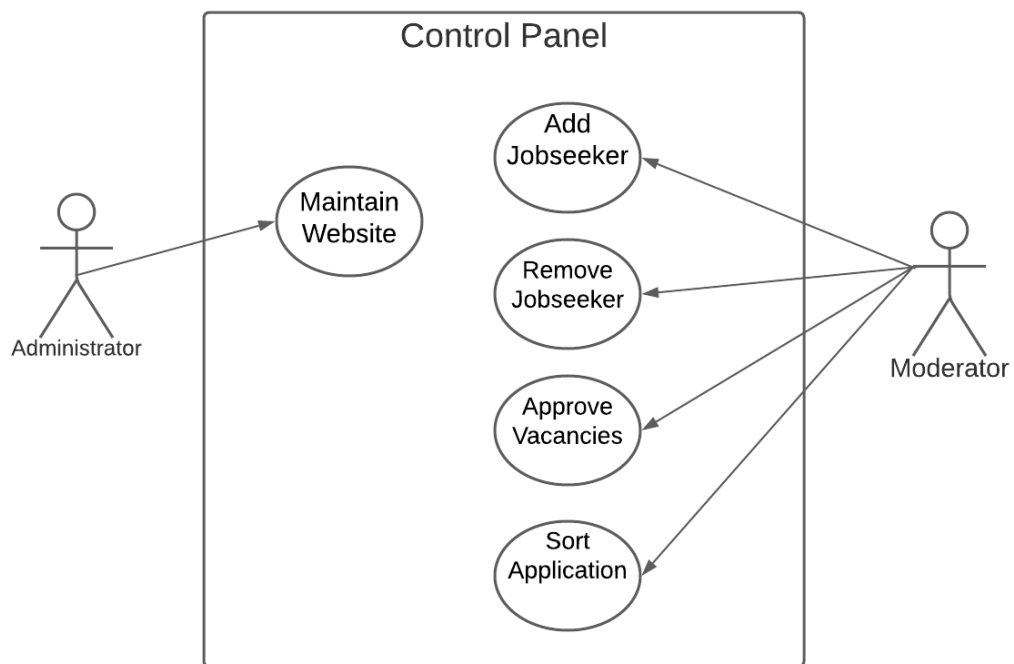 Control Panel
Add
Jobseeker
Maintain
Website
Remove
Jobseeker
Administrator
Moderator
Approve
Vacancies
Sort
Application